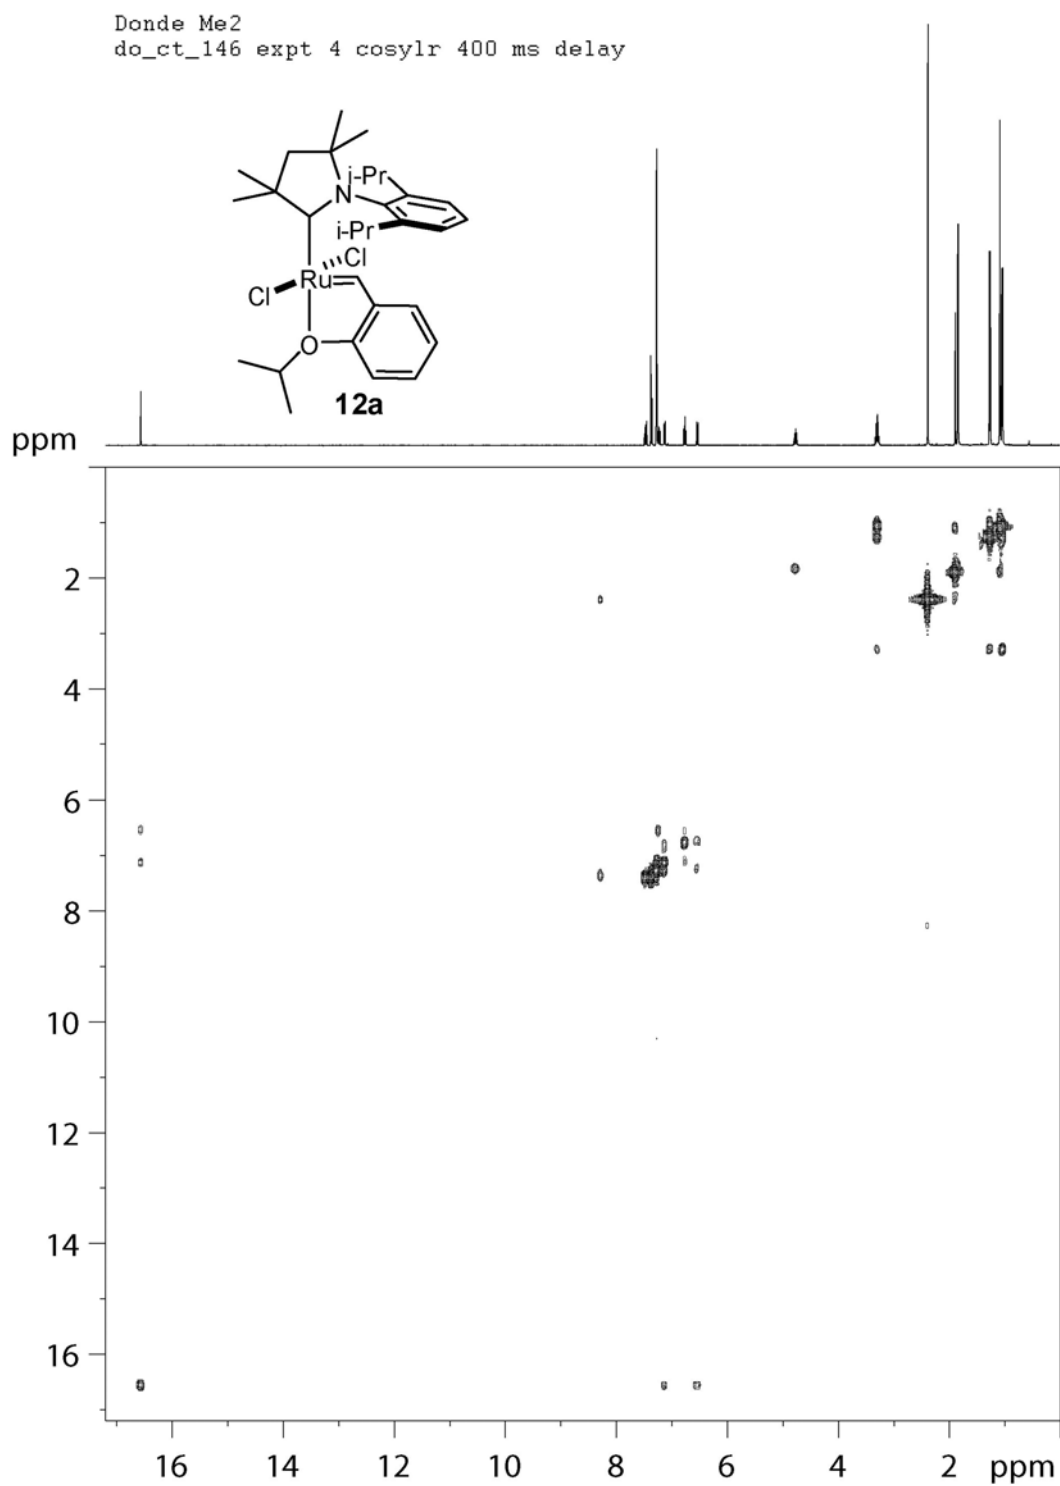 Donde Me2
do_ct_146 expt 4 cosylr 400 ms delay
i-Pr
N
i-Pr
Cl
Ru
Cl
O
12a
ppm
2
4
6
8
10
12
14
16
16 14 12 10 8 6 4 2 ppm